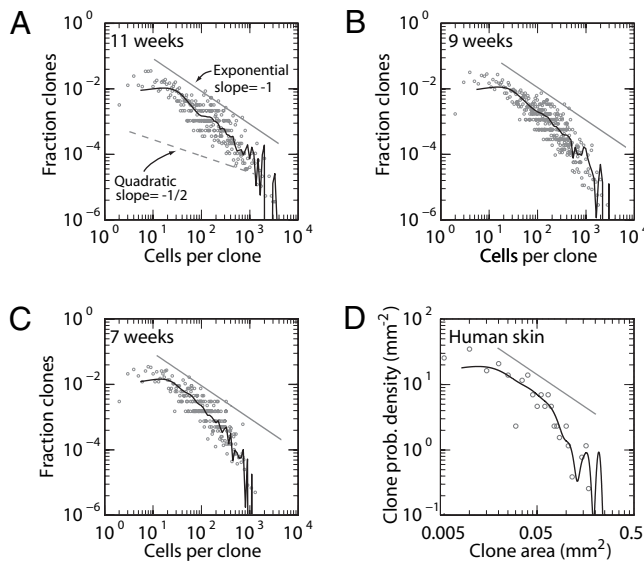 A
11 weeks
Exponential
slope= -1
Quadratic
slope=-1/2
Fraction clones
10^0
10^-2
10^-4
10^-6
10^0 10^1 10^2 10^3 10^4
Cells per clone
B
9 weeks
Fraction clones
10^0
10^-2
10^-4
10^-6
10^0 10^1 10^2 10^3 10^4
Cells per clone
C
7 weeks
Fraction clones
10^0
10^-2
10^-4
10^-6
10^0 10^1 10^2 10^3 10^4
Cells per clone
D
Human skin
Clone prob. density (mm^-2)
10^2
10^1
10^0
10^-1
0.005 0.05 0.5
Clone area (mm^2)